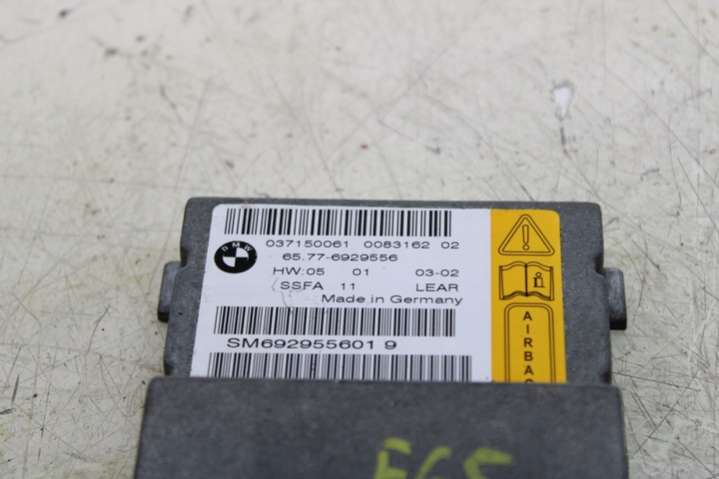 BMW
037150061 0083162 02
65.77-6929556
HW:05 01 03-02
SSFA 11 LEAR
Made in Germany
SM692955601 9
AIRBAG
E65